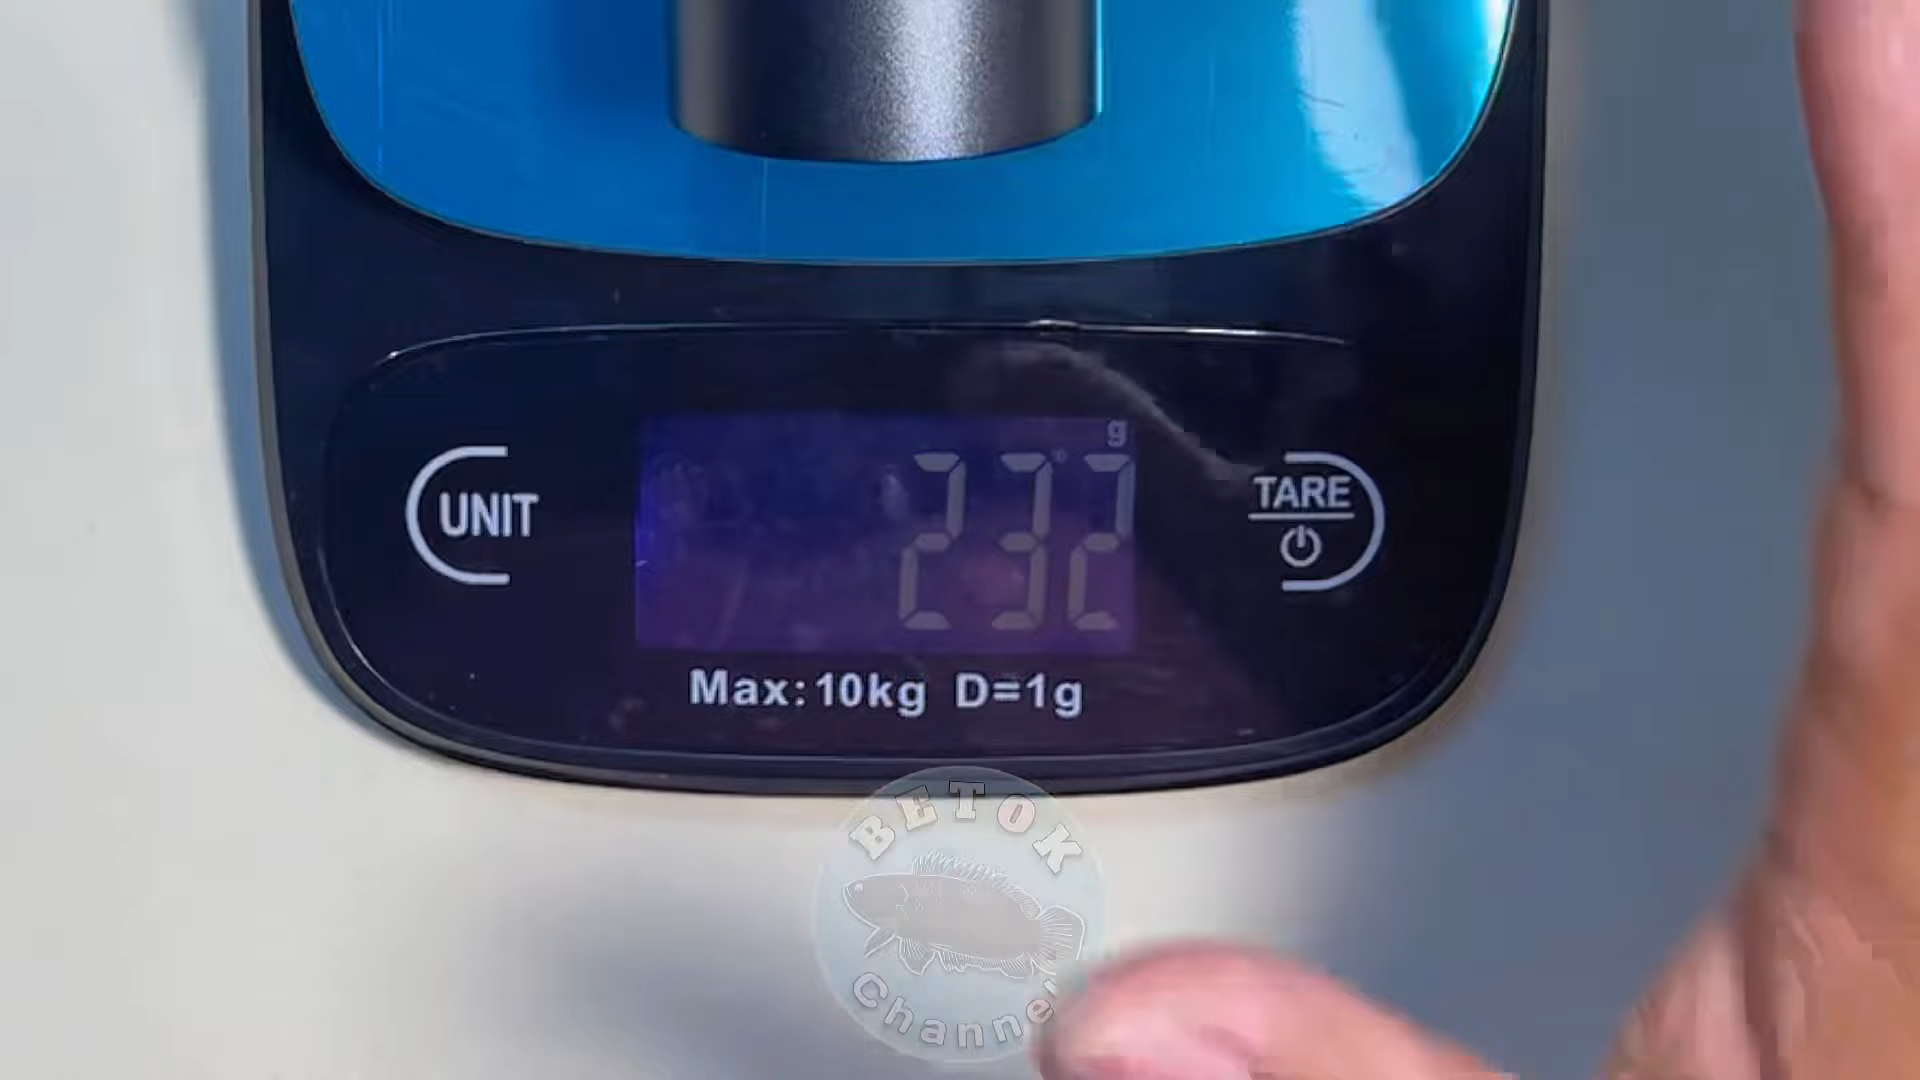 g
UNIT
232
TARE
Max:10kg D=1g
BETOK
Channel